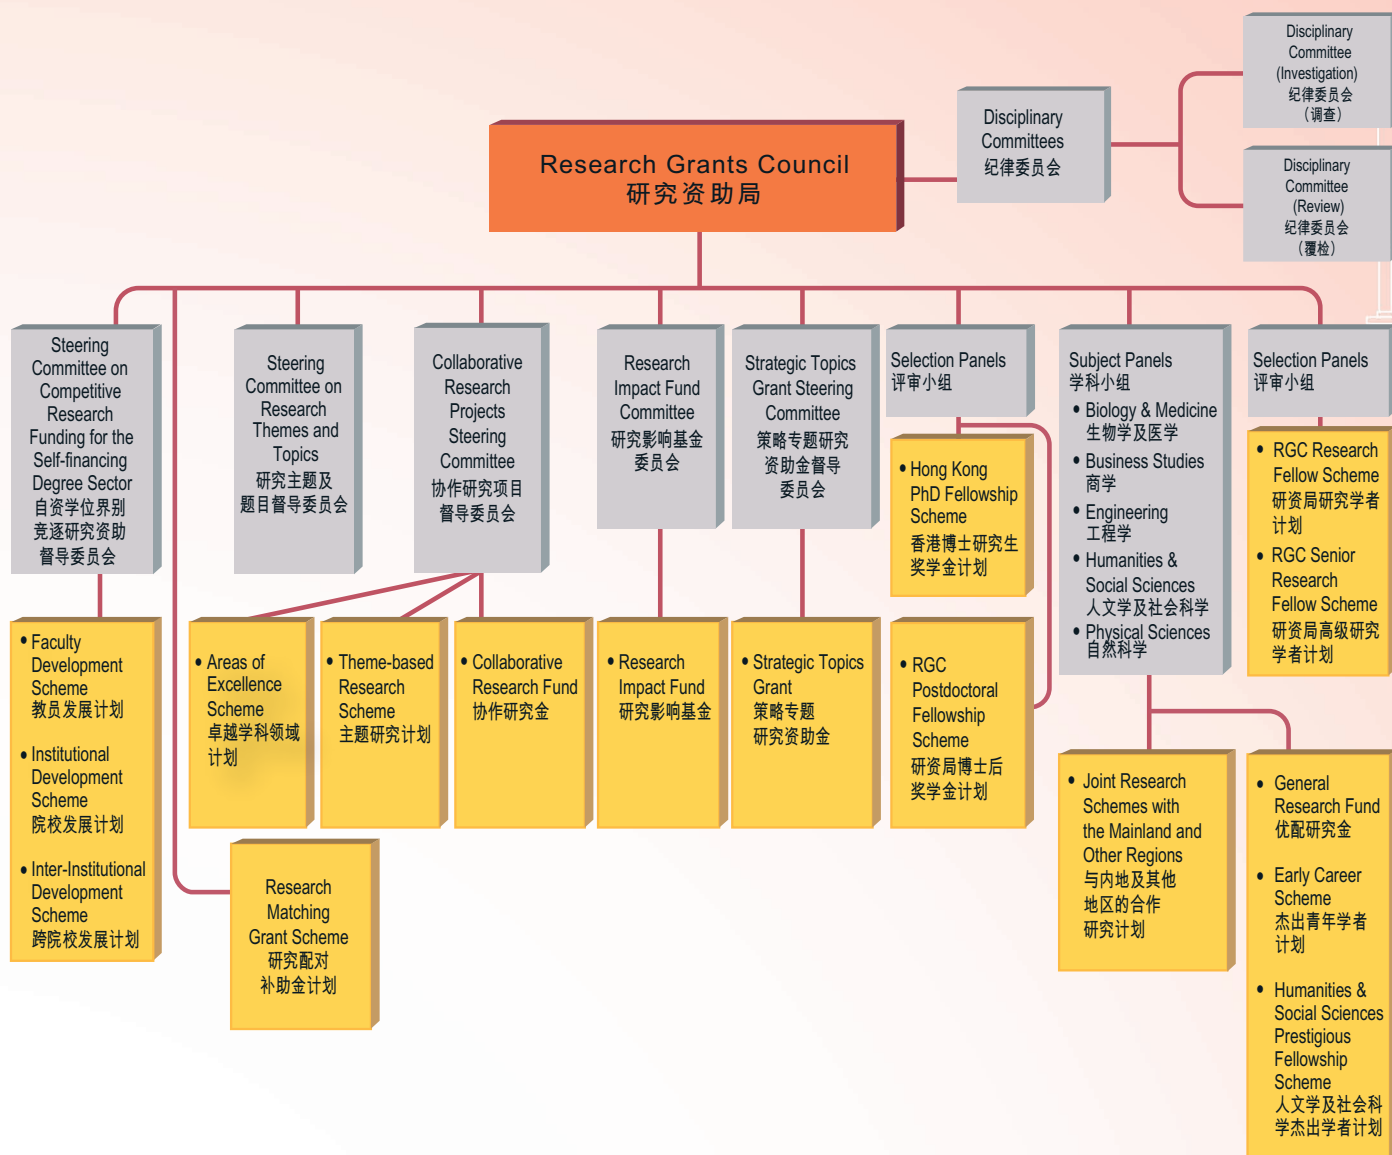 Research Grants Council
研究资助局
Disciplinary
Committees
纪律委员会
Disciplinary
Committee
(Investigation)
纪律委员会
（调查）
Disciplinary
Committee
(Review)
纪律委员会
（覆检）
Steering
Committee on
Competitive
Research
Funding for the
Self-financing
Degree Sector
自资学位界别
竞逐研究资助
督导委员会
Steering
Committee on
Research
Themes and
Topics
研究主题及
题目督导委员会
Collaborative
Research
Projects
Steering
Committee
协作研究项目
督导委员会
Research
Impact Fund
Committee
研究影响基金
委员会
Strategic Topics
Grant Steering
Committee
策略专题研究
资助金督导
委员会
Selection Panels
评审小组
Subject Panels
学科小组
• Biology & Medicine
生物学及医学
• Business Studies
商学
• Engineering
工程学
• Humanities &
Social Sciences
人文学及社会科学
• Physical Sciences
自然科学
Selection Panels
评审小组
• Faculty
Development
Scheme
教员发展计划
• Institutional
Development
Scheme
院校发展计划
• Inter-Institutional
Development
Scheme
跨院校发展计划
Research
Matching
Grant Scheme
研究配对
补助金计划
• Areas of
Excellence
Scheme
卓越学科领域
计划
• Theme-based
Research
Scheme
主题研究计划
• Collaborative
Research Fund
协作研究金
• Research
Impact Fund
研究影响基金
• Strategic Topics
Grant
策略专题
研究资助金
• Hong Kong
PhD Fellowship
Scheme
香港博士研究生
奖学金计划
• RGC
Postdoctoral
Fellowship
Scheme
研资局博士后
奖学金计划
• Joint Research
Schemes with
the Mainland and
Other Regions
与内地及其他
地区的合作
研究计划
• RGC Research
Fellow Scheme
研资局研究学者
计划
• RGC Senior
Research
Fellow Scheme
研资局高级研究
学者计划
• General
Research Fund
优配研究金
• Early Career
Scheme
杰出青年学者
计划
• Humanities &
Social Sciences
Prestigious
Fellowship
Scheme
人文学及社会科
学杰出学者计划